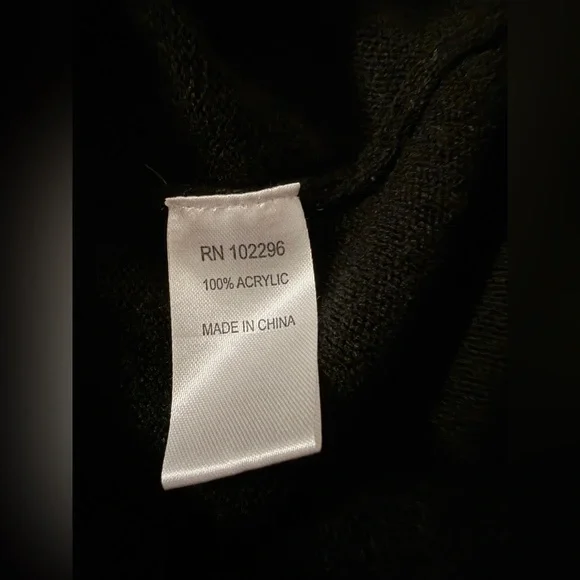 RN 102296
100% ACRYLIC
MADE IN CHINA